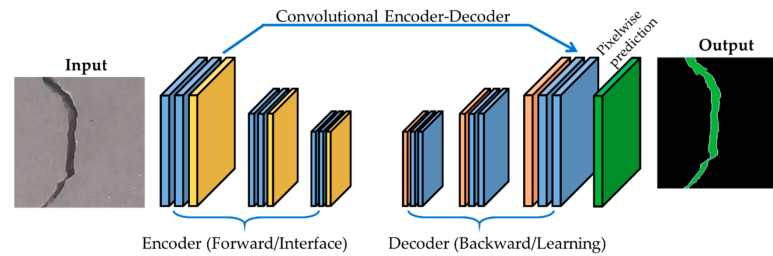 Convolutional Encoder-Decoder
Input
Pixelwise
prediction
Output
Encoder (Forward/Interface)
Decoder (Backward/Learning)